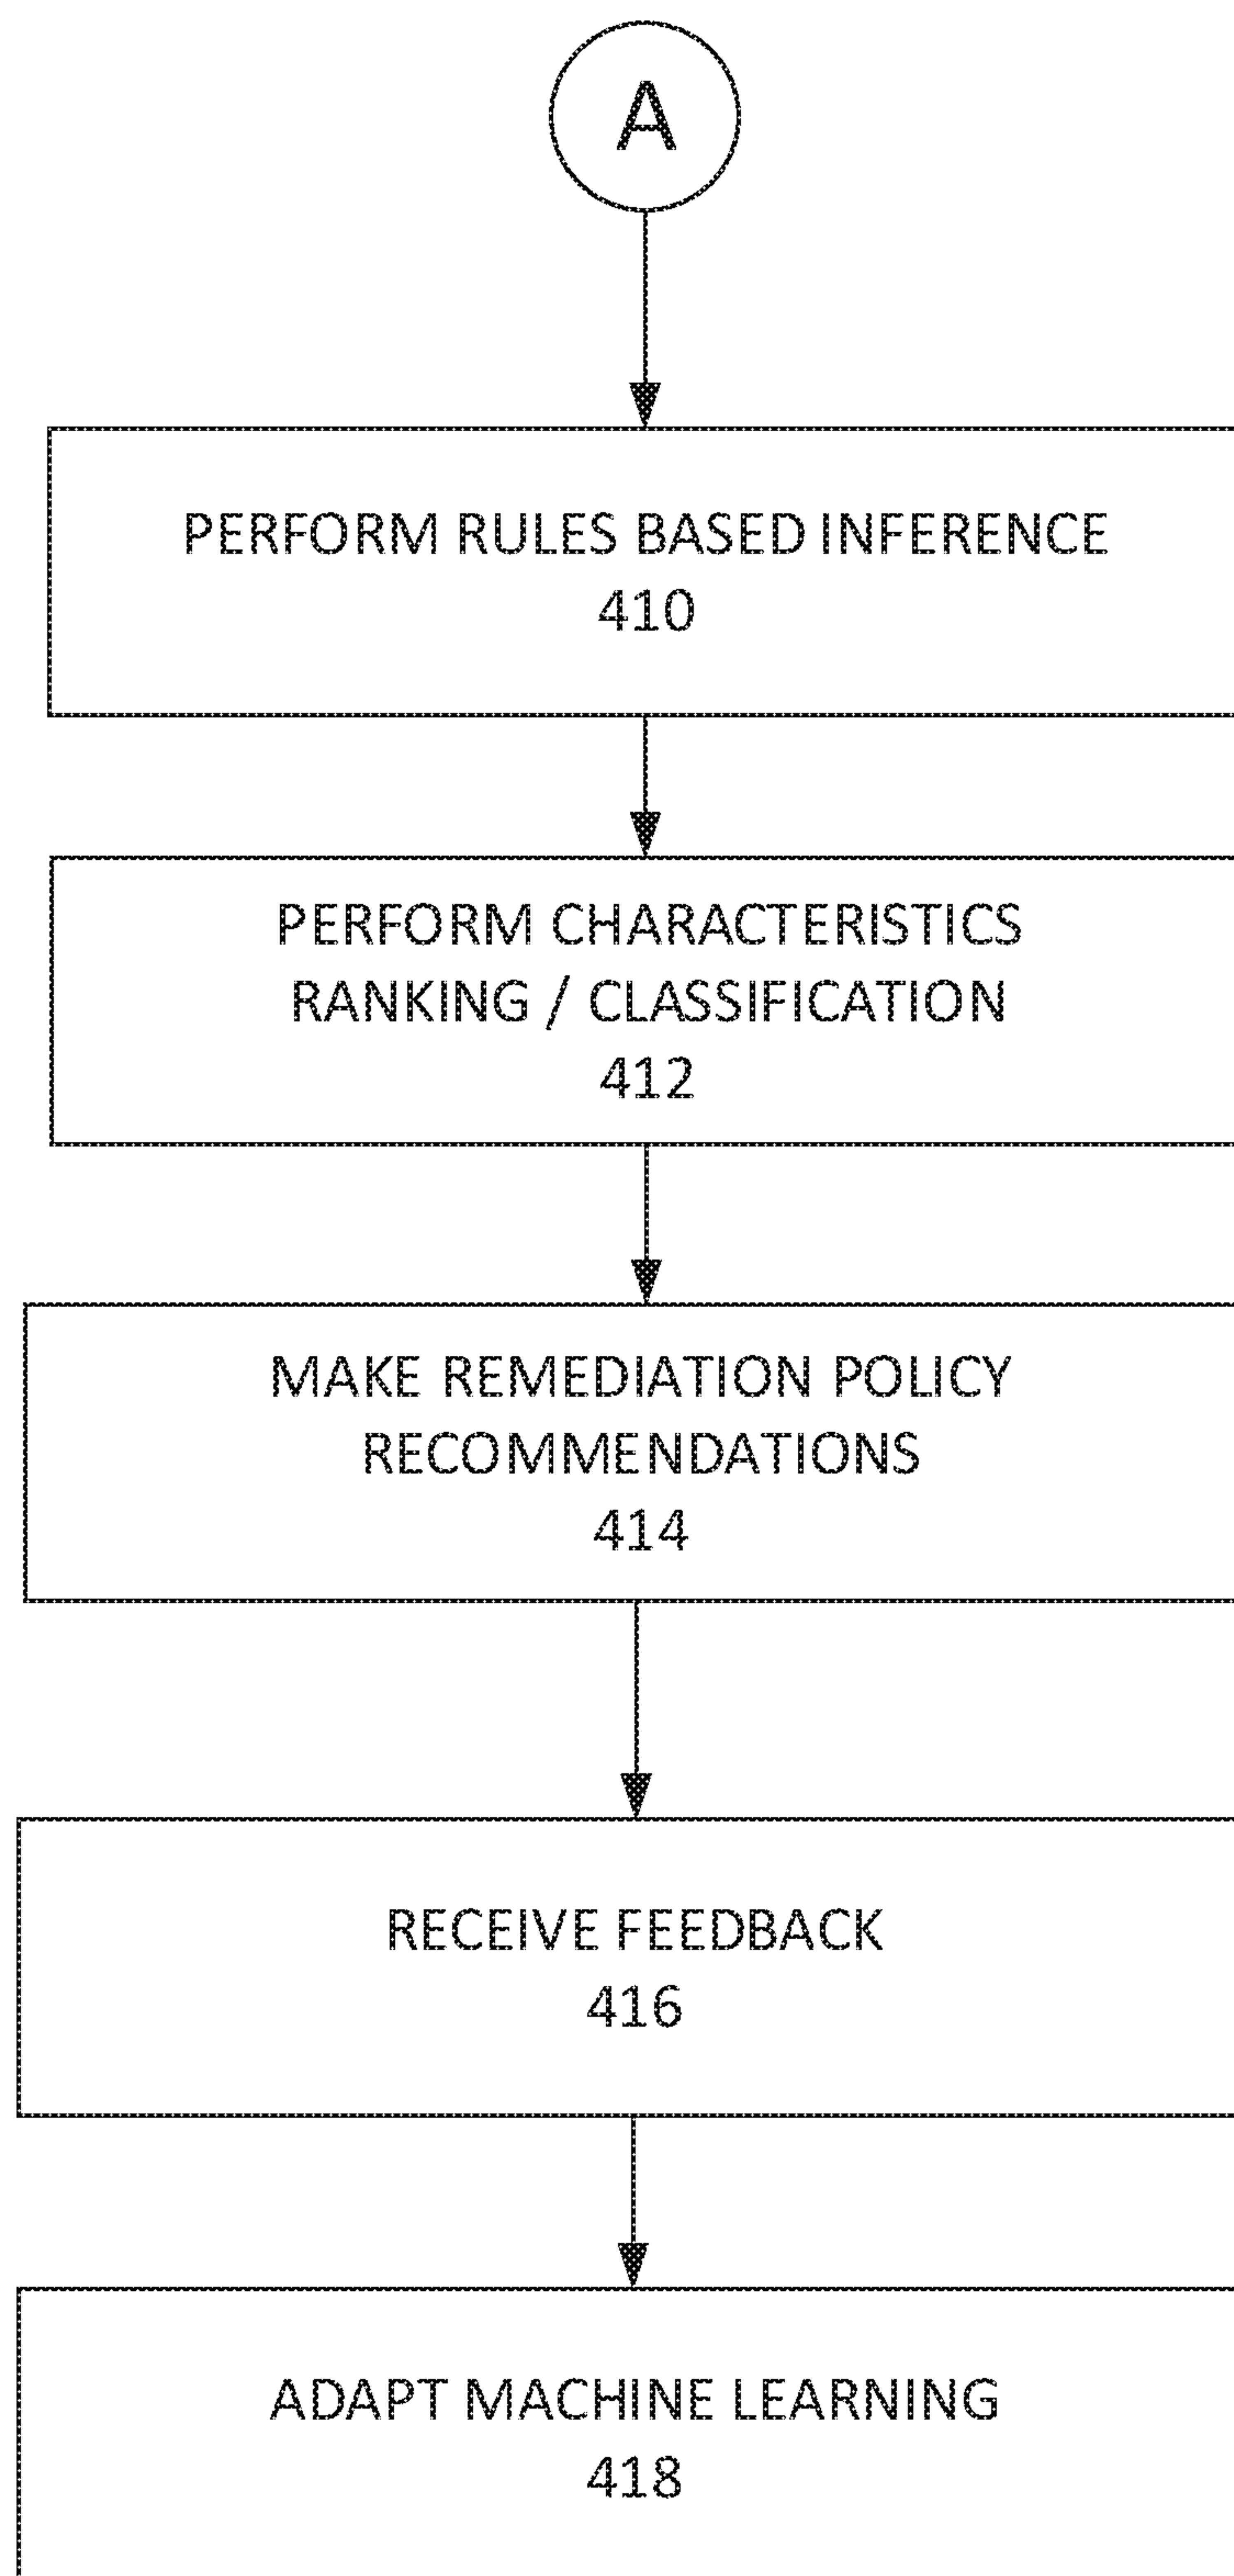 A
PERFORM RULES BASED INFERENCE
410
PERFORM CHARACTERISTICS
RANKING / CLASSIFICATION
412
MAKE REMEDIATION POLICY
RECOMMENDATIONS
414
RECEIVE FEEDBACK
416
ADAPT MACHINE LEARNING
418